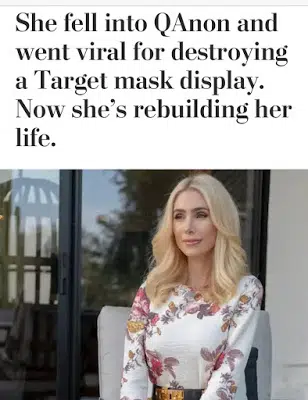 She fell into QAnon and
went viral for destroying
a Target mask display.
Now she’s rebuilding her
life.